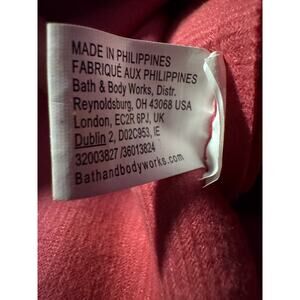 MADE IN PHILIPPINES
FABRIQUÉ AUX PHILIPPINES
Bath & Body Works, Distr.
Reynoldsburg, OH 43068 USA
London, EC2R 6PJ, UK
Dublin 2, D02C953, IE
32003827 /36013824
Bathandbodyworks.com